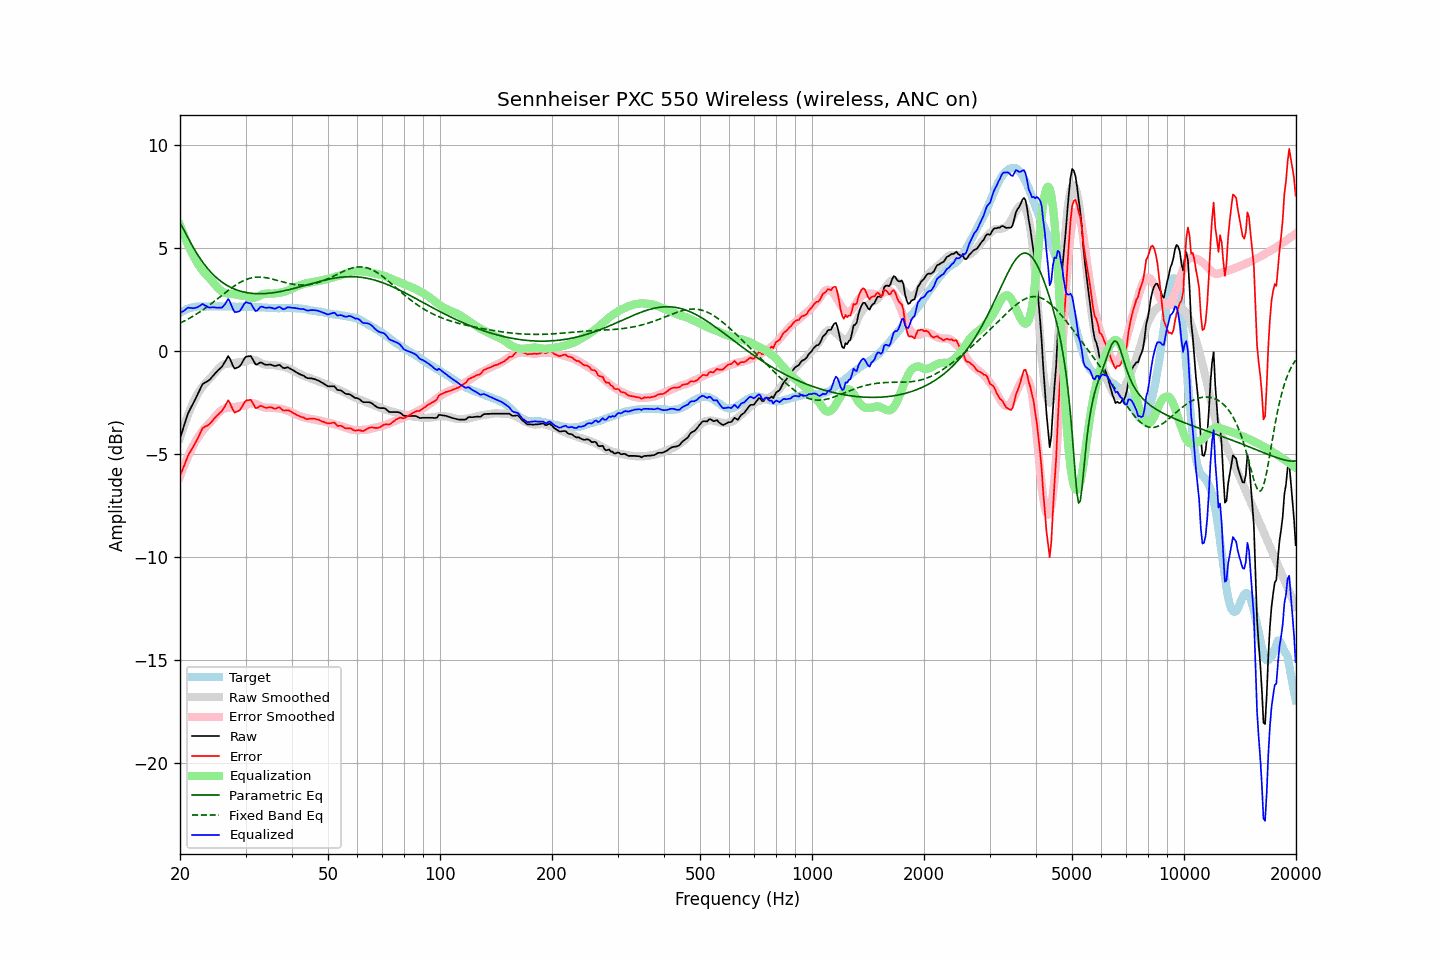 Sennheiser PXC 550 Wireless (wireless, ANC on)
10
5
0
−5
−10
−15
−20
Amplitude (dBr)
Target
Raw Smoothed
Error Smoothed
Raw
Error
Equalization
Parametric Eq
Fixed Band Eq
Equalized
20 50 100 200 500 1000 2000 5000 10000 20000
Frequency (Hz)